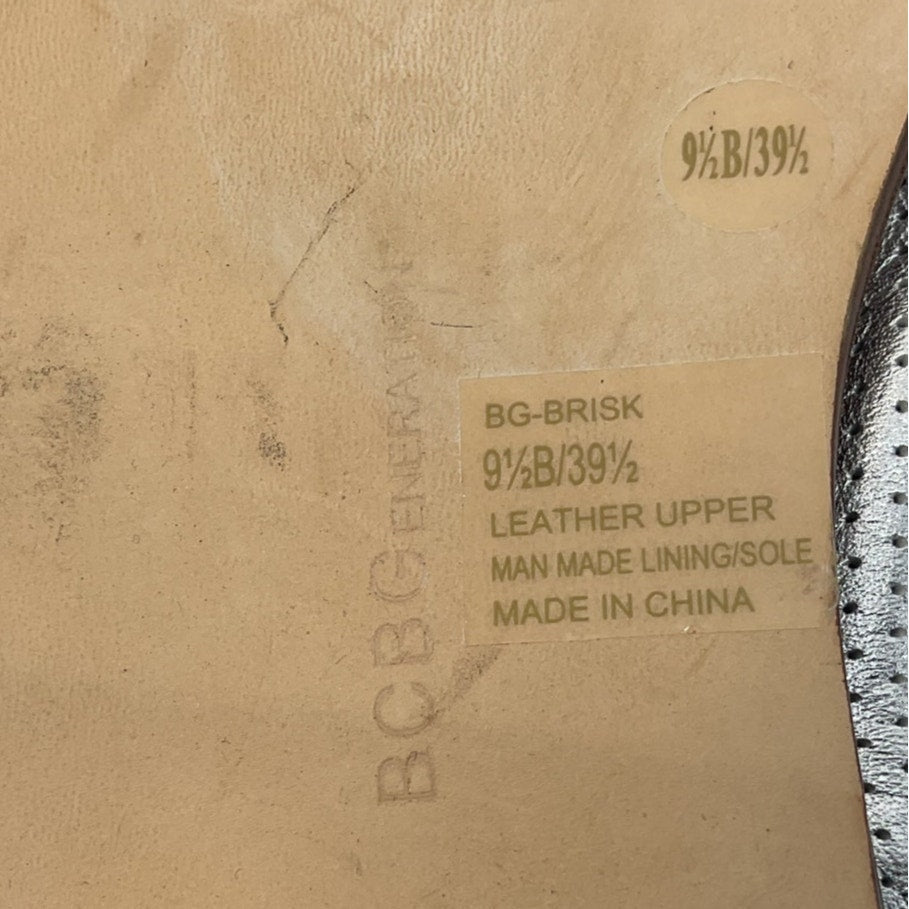 9½B/39½
BG-BRISK
9½B/39½
LEATHER UPPER
MAN MADE LINING/SOLE
MADE IN CHINA
BCBGENERATION